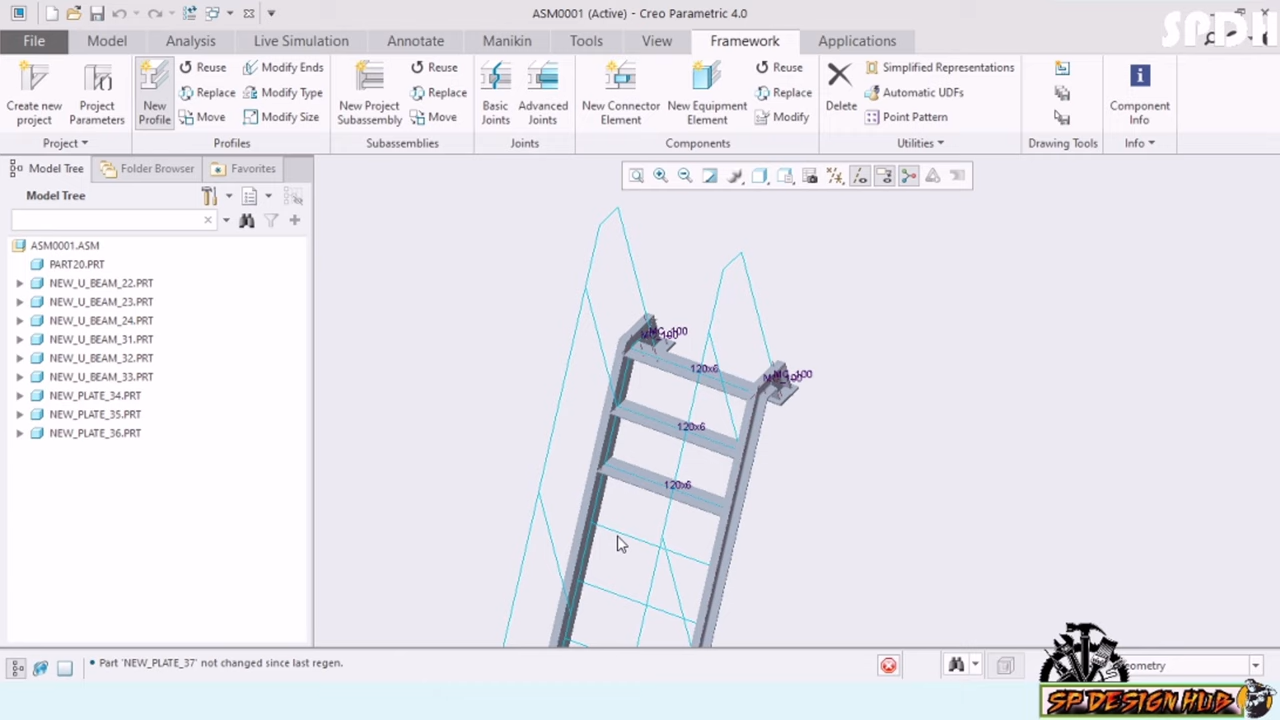 ASM0001 (Active) - Creo Parametric 4.0
SPDH
File Model Analysis Live Simulation Annotate Manikin Tools View Framework Applications
Create new project
Project Parameters
Project
New Profile
Reuse
Replace
Move
Modify Ends
Modify Type
Modify Size
Profiles
New Project Subassembly
Reuse
Replace
Move
Subassemblies
Basic Joints
Advanced Joints
Joints
New Connector Element
New Equipment Element
Reuse
Replace
Modify
Components
Delete
Simplified Representations
Automatic UDFs
Point Pattern
Utilities
Drawing Tools
Component Info
Info
Model Tree Folder Browser Favorites
Model Tree
ASM0001.ASM
PART20.PRT
NEW_U_BEAM_22.PRT
NEW_U_BEAM_23.PRT
NEW_U_BEAM_24.PRT
NEW_U_BEAM_31.PRT
NEW_U_BEAM_32.PRT
NEW_U_BEAM_33.PRT
NEW_PLATE_34.PRT
NEW_PLATE_35.PRT
NEW_PLATE_36.PRT
120x6
120x6
120x6
Part 'NEW_PLATE_37' not changed since last regen.
SP DESIGN HUB